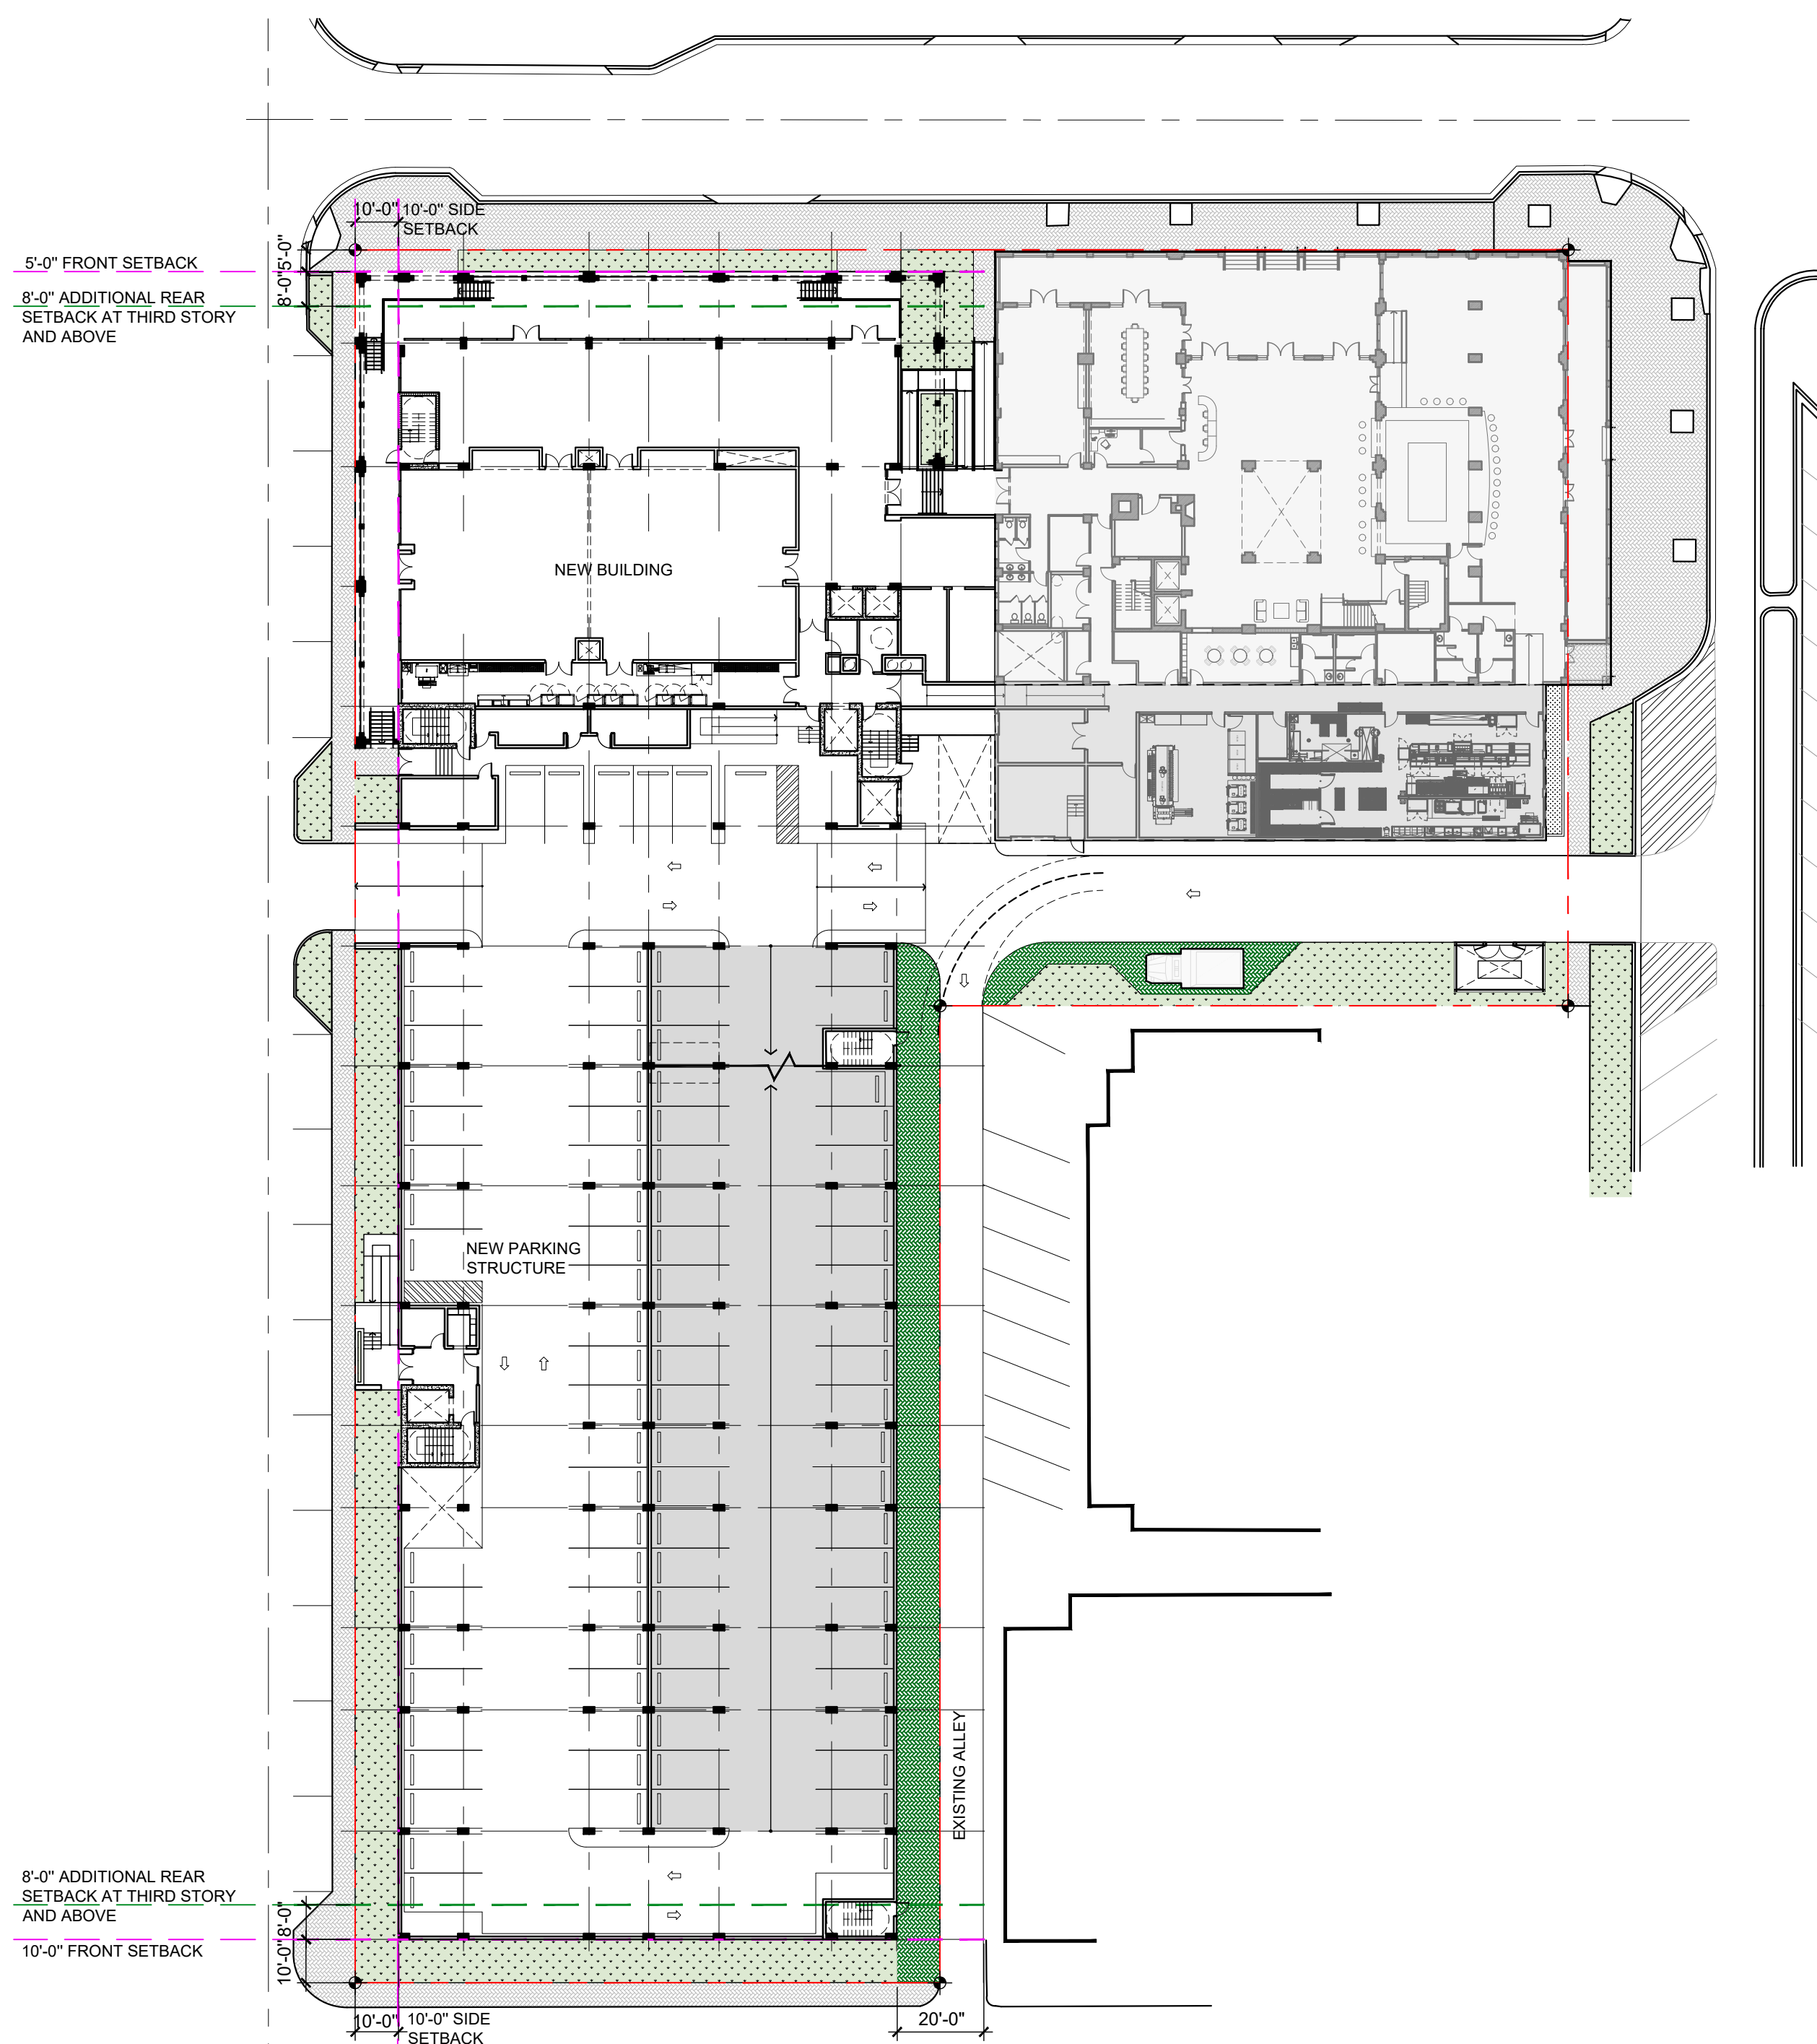 10'-0"
10'-0" SIDE
SETBACK
5'-0"
8'-0"
5'-0" FRONT SETBACK
8'-0" ADDITIONAL REAR
SETBACK AT THIRD STORY
AND ABOVE
NEW BUILDING
NEW PARKING
STRUCTURE
EXISTING ALLEY
8'-0" ADDITIONAL REAR
SETBACK AT THIRD STORY
AND ABOVE
8'-0"
10'-0" FRONT SETBACK
10'-0"
10'-0"
10'-0" SIDE
SETBACK
20'-0"